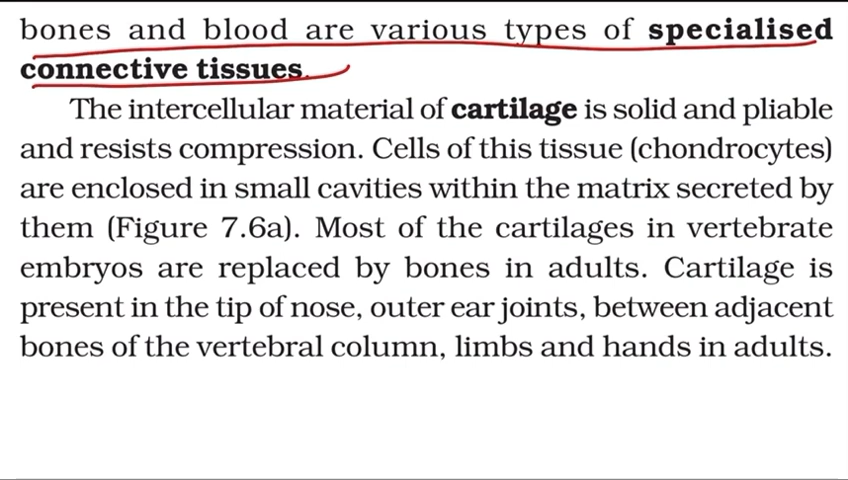 bones and blood are various types of specialised
connective tissues.
The intercellular material of cartilage is solid and pliable
and resists compression. Cells of this tissue (chondrocytes)
are enclosed in small cavities within the matrix secreted by
them (Figure 7.6a). Most of the cartilages in vertebrate
embryos are replaced by bones in adults. Cartilage is
present in the tip of nose, outer ear joints, between adjacent
bones of the vertebral column, limbs and hands in adults.